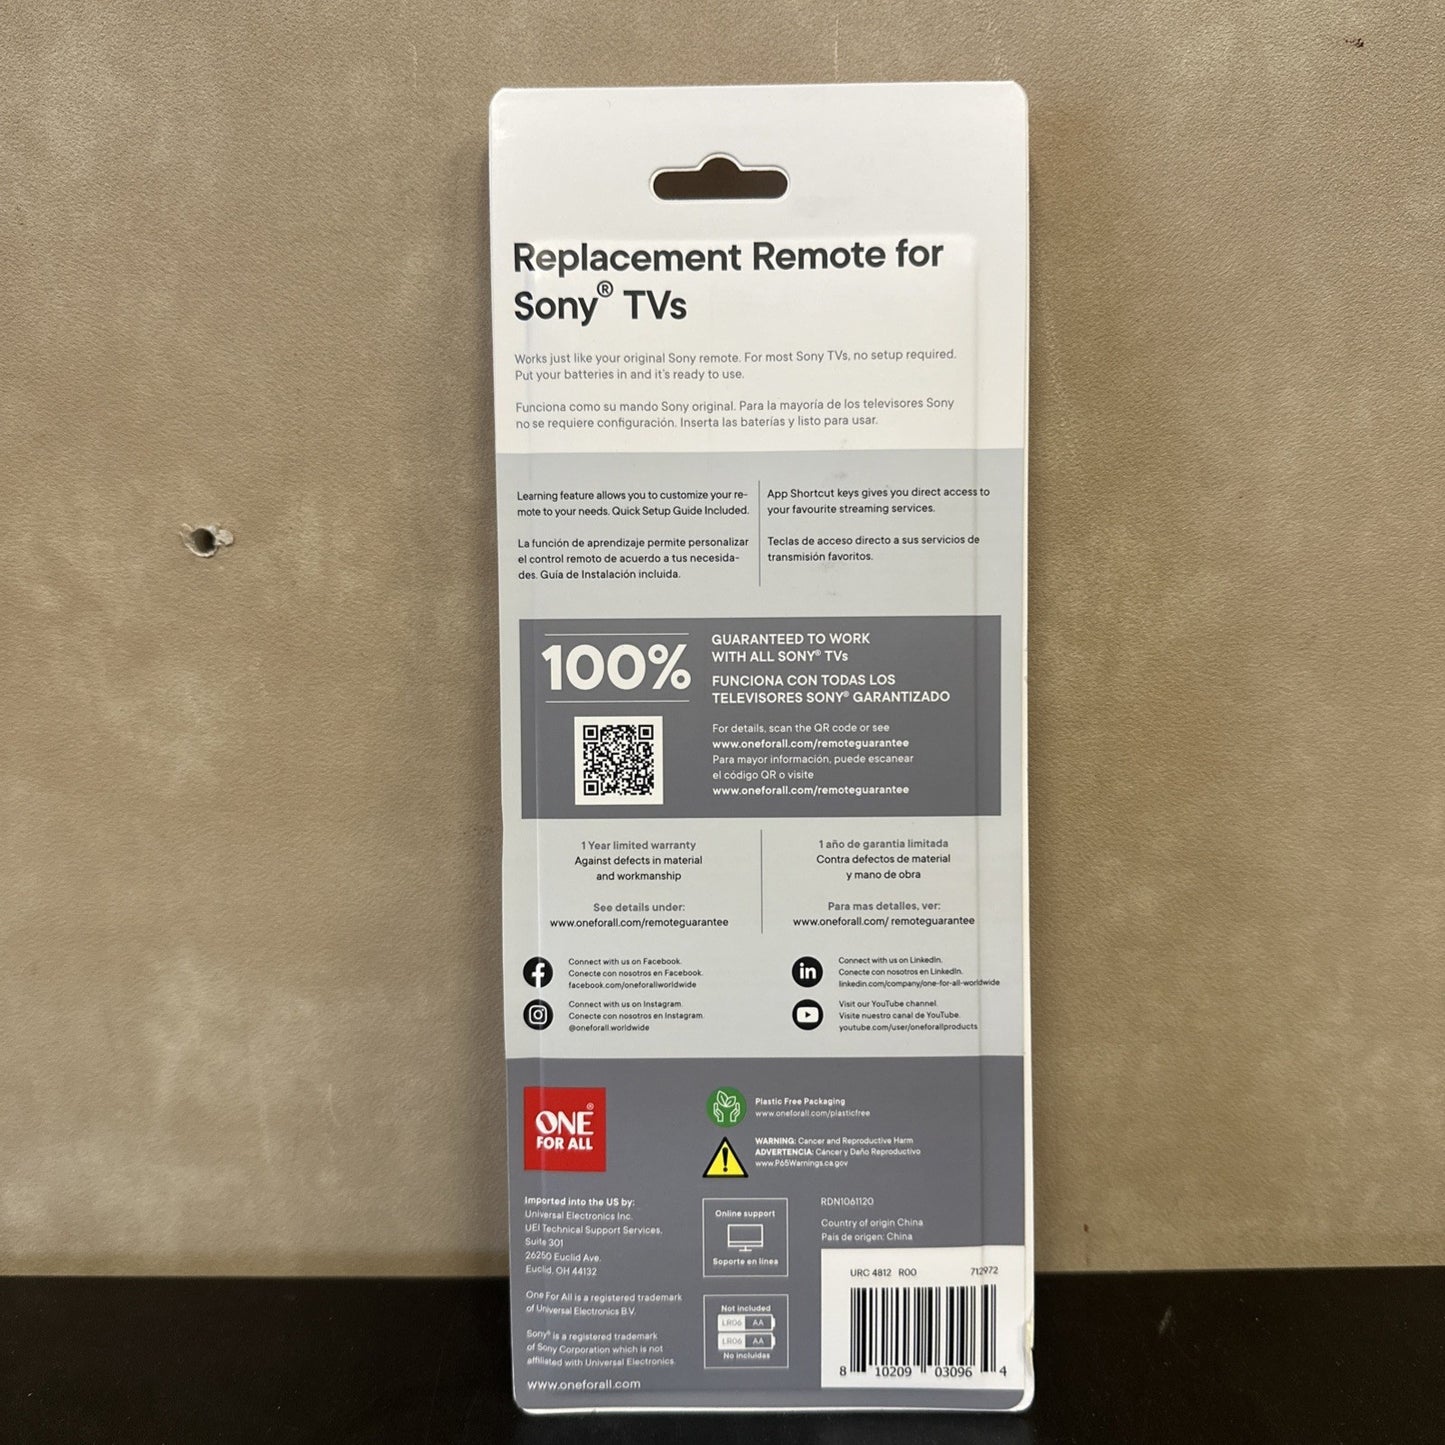 Replacement Remote for
Sony® TVs
Works just like your original Sony remote. For most Sony TVs, no setup required.
Put your batteries in and it's ready to use.
Funciona como su mando Sony original. Para la mayoría de los televisores Sony
no se requiere configuración. Inserta las baterías y listo para usar.
Learning feature allows you to customize your re-
mote to your needs. Quick Setup Guide Included.
La función de aprendizaje permite personalizar
el control remoto de acuerdo a tus necesida-
des. Guía de Instalación incluida.
App Shortcut keys gives you direct access to
your favourite streaming services.
Teclas de acceso directo a sus servicios de
transmisión favoritos.
100%
GUARANTEED TO WORK
WITH ALL SONY® TVs
FUNCIONA CON TODAS LOS
TELEVISORES SONY® GARANTIZADO
For details, scan the QR code or see
www.oneforall.com/remoteguarantee
Para mayor información, puede escanear
el código QR o visite
www.oneforall.com/remoteguarantee
1 Year limited warranty
Against defects in material
and workmanship
See details under:
www.oneforall.com/remoteguarantee
1 año de garantia limitada
Contra defectos de material
y mano de obra
Para mas detalles, ver:
www.oneforall.com/ remoteguarantee
Connect with us on Facebook.
Conecte con nosotros en Facebook.
facebook.com/oneforallworldwide
Connect with us on Instagram.
Conecte con nosotros en Instagram.
@oneforall.worldwide
in
Connect with us on LinkedIn.
Conecte con nosotros en LinkedIn.
linkedin.com/company/one-for-all-worldwide
Visit our YouTube channel.
Visite nuestro canal de YouTube.
youtube.com/user/oneforallproducts
ONE®
FOR ALL
Plastic Free Packaging
www.oneforall.com/plasticfree
WARNING: Cancer and Reproductive Harm
ADVERTENCIA: Cáncer y Daño Reproductivo
www.P65Warnings.ca.gov
Imported into the US by:
Universal Electronics Inc.
UEI Technical Support Services.
Suite 301
26250 Euclid Ave.
Euclid. OH 44132
One For All is a registered trademark
of Universal Electronics B.V.
Sony® is a registered trademark
of Sony Corporation which is not
affiliated with Universal Electronics.
www.oneforall.com
Online support
Soporte en línea
Not included
LR06 AA
LR06 AA
No incluidas
RDN1061120
Country of origin China
Pais de origen: China
URC 4812 R00 712972
8 10209 03096 4